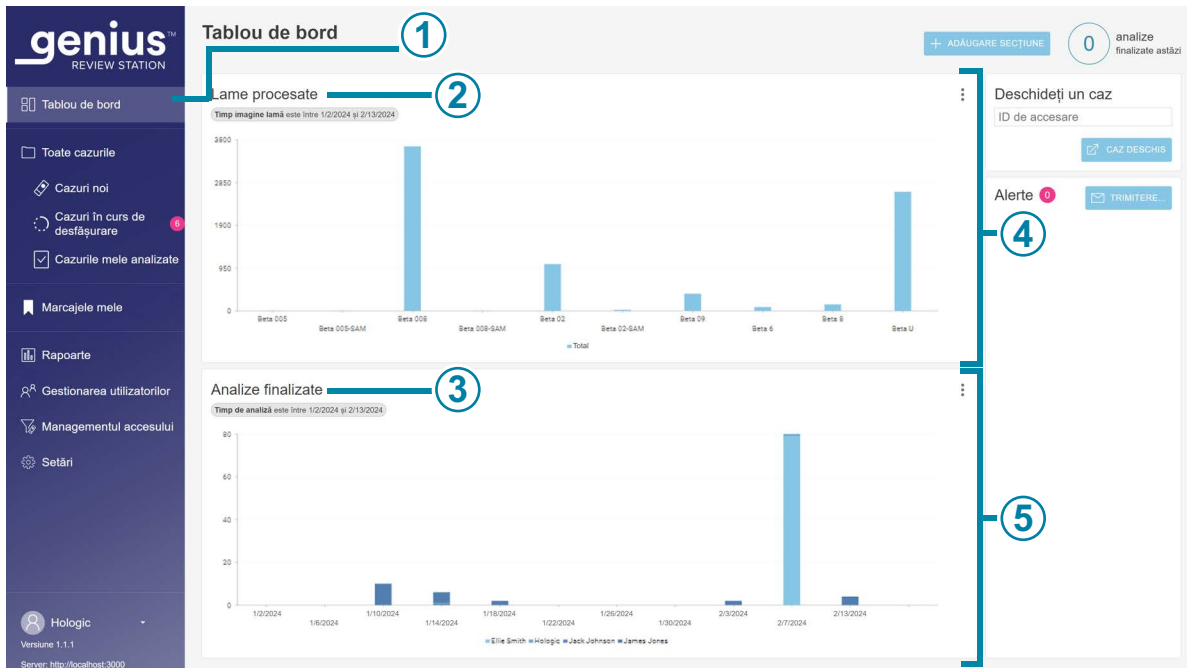 genius™
REVIEW STATION
Tablou de bord
Toate cazurile
Cazuri noi
Cazuri în curs de
desfășurare
6
Cazurile mele analizate
Marcajele mele
Rapoarte
Gestionarea utilizatorilor
Managementul accesului
Setări
Hologic
Versiune 1.1.1
Server: http://localhost:3000
Tablou de bord
1
+ ADĂUGARE SECȚIUNE
0
analize
finalizate astăzi
Lame procesate
2
Timp imagine lamă este între 1/2/2024 și 2/13/2024
3800
2850
1900
950
0
Beta 005
Beta 005-SAM
Beta 008
Beta 008-SAM
Beta 02
Beta 02-SAM
Beta 09
Beta 6
Beta 8
Beta U
Total
4
Deschideți un caz
ID de accesare
CAZ DESCHIS
Alerte 0
TRIMITERE...
Analize finalizate
3
Timp de analiză este între 1/2/2024 și 2/13/2024
80
60
40
20
0
1/2/2024
1/6/2024
1/10/2024
1/14/2024
1/18/2024
1/22/2024
1/26/2024
1/30/2024
2/3/2024
2/7/2024
2/13/2024
Ellie Smith Hologic Jack Johnson James Jones
5